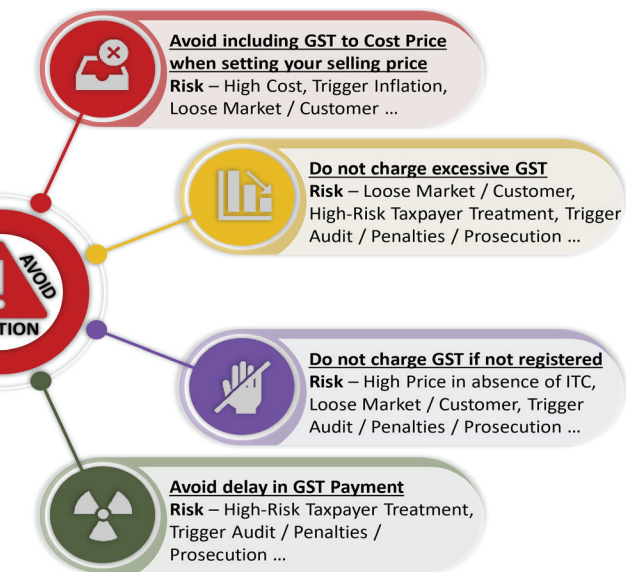 Avoid including GST to Cost Price
when setting your selling price
Risk – High Cost, Trigger Inflation,
Loose Market / Customer ...
Do not charge excessive GST
Risk – Loose Market / Customer,
High-Risk Taxpayer Treatment, Trigger
Audit / Penalties / Prosecution ...
AVOID
TION
Do not charge GST if not registered
Risk – High Price in absence of ITC,
Loose Market / Customer, Trigger
Audit / Penalties / Prosecution ...
Avoid delay in GST Payment
Risk – High-Risk Taxpayer Treatment,
Trigger Audit / Penalties /
Prosecution ...